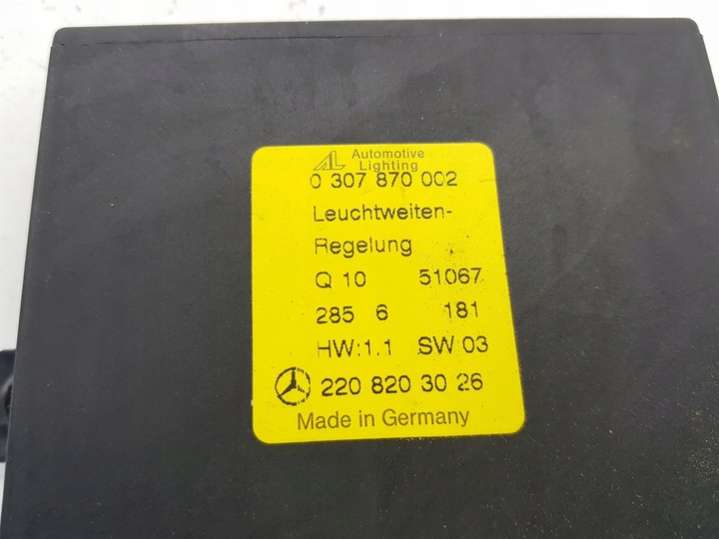 AL Automotive
Lighting
0 307 870 002
Leuchtweiten-
Regelung
Q 10 51067
285 6 181
HW:1.1 SW 03
220 820 30 26
Made in Germany